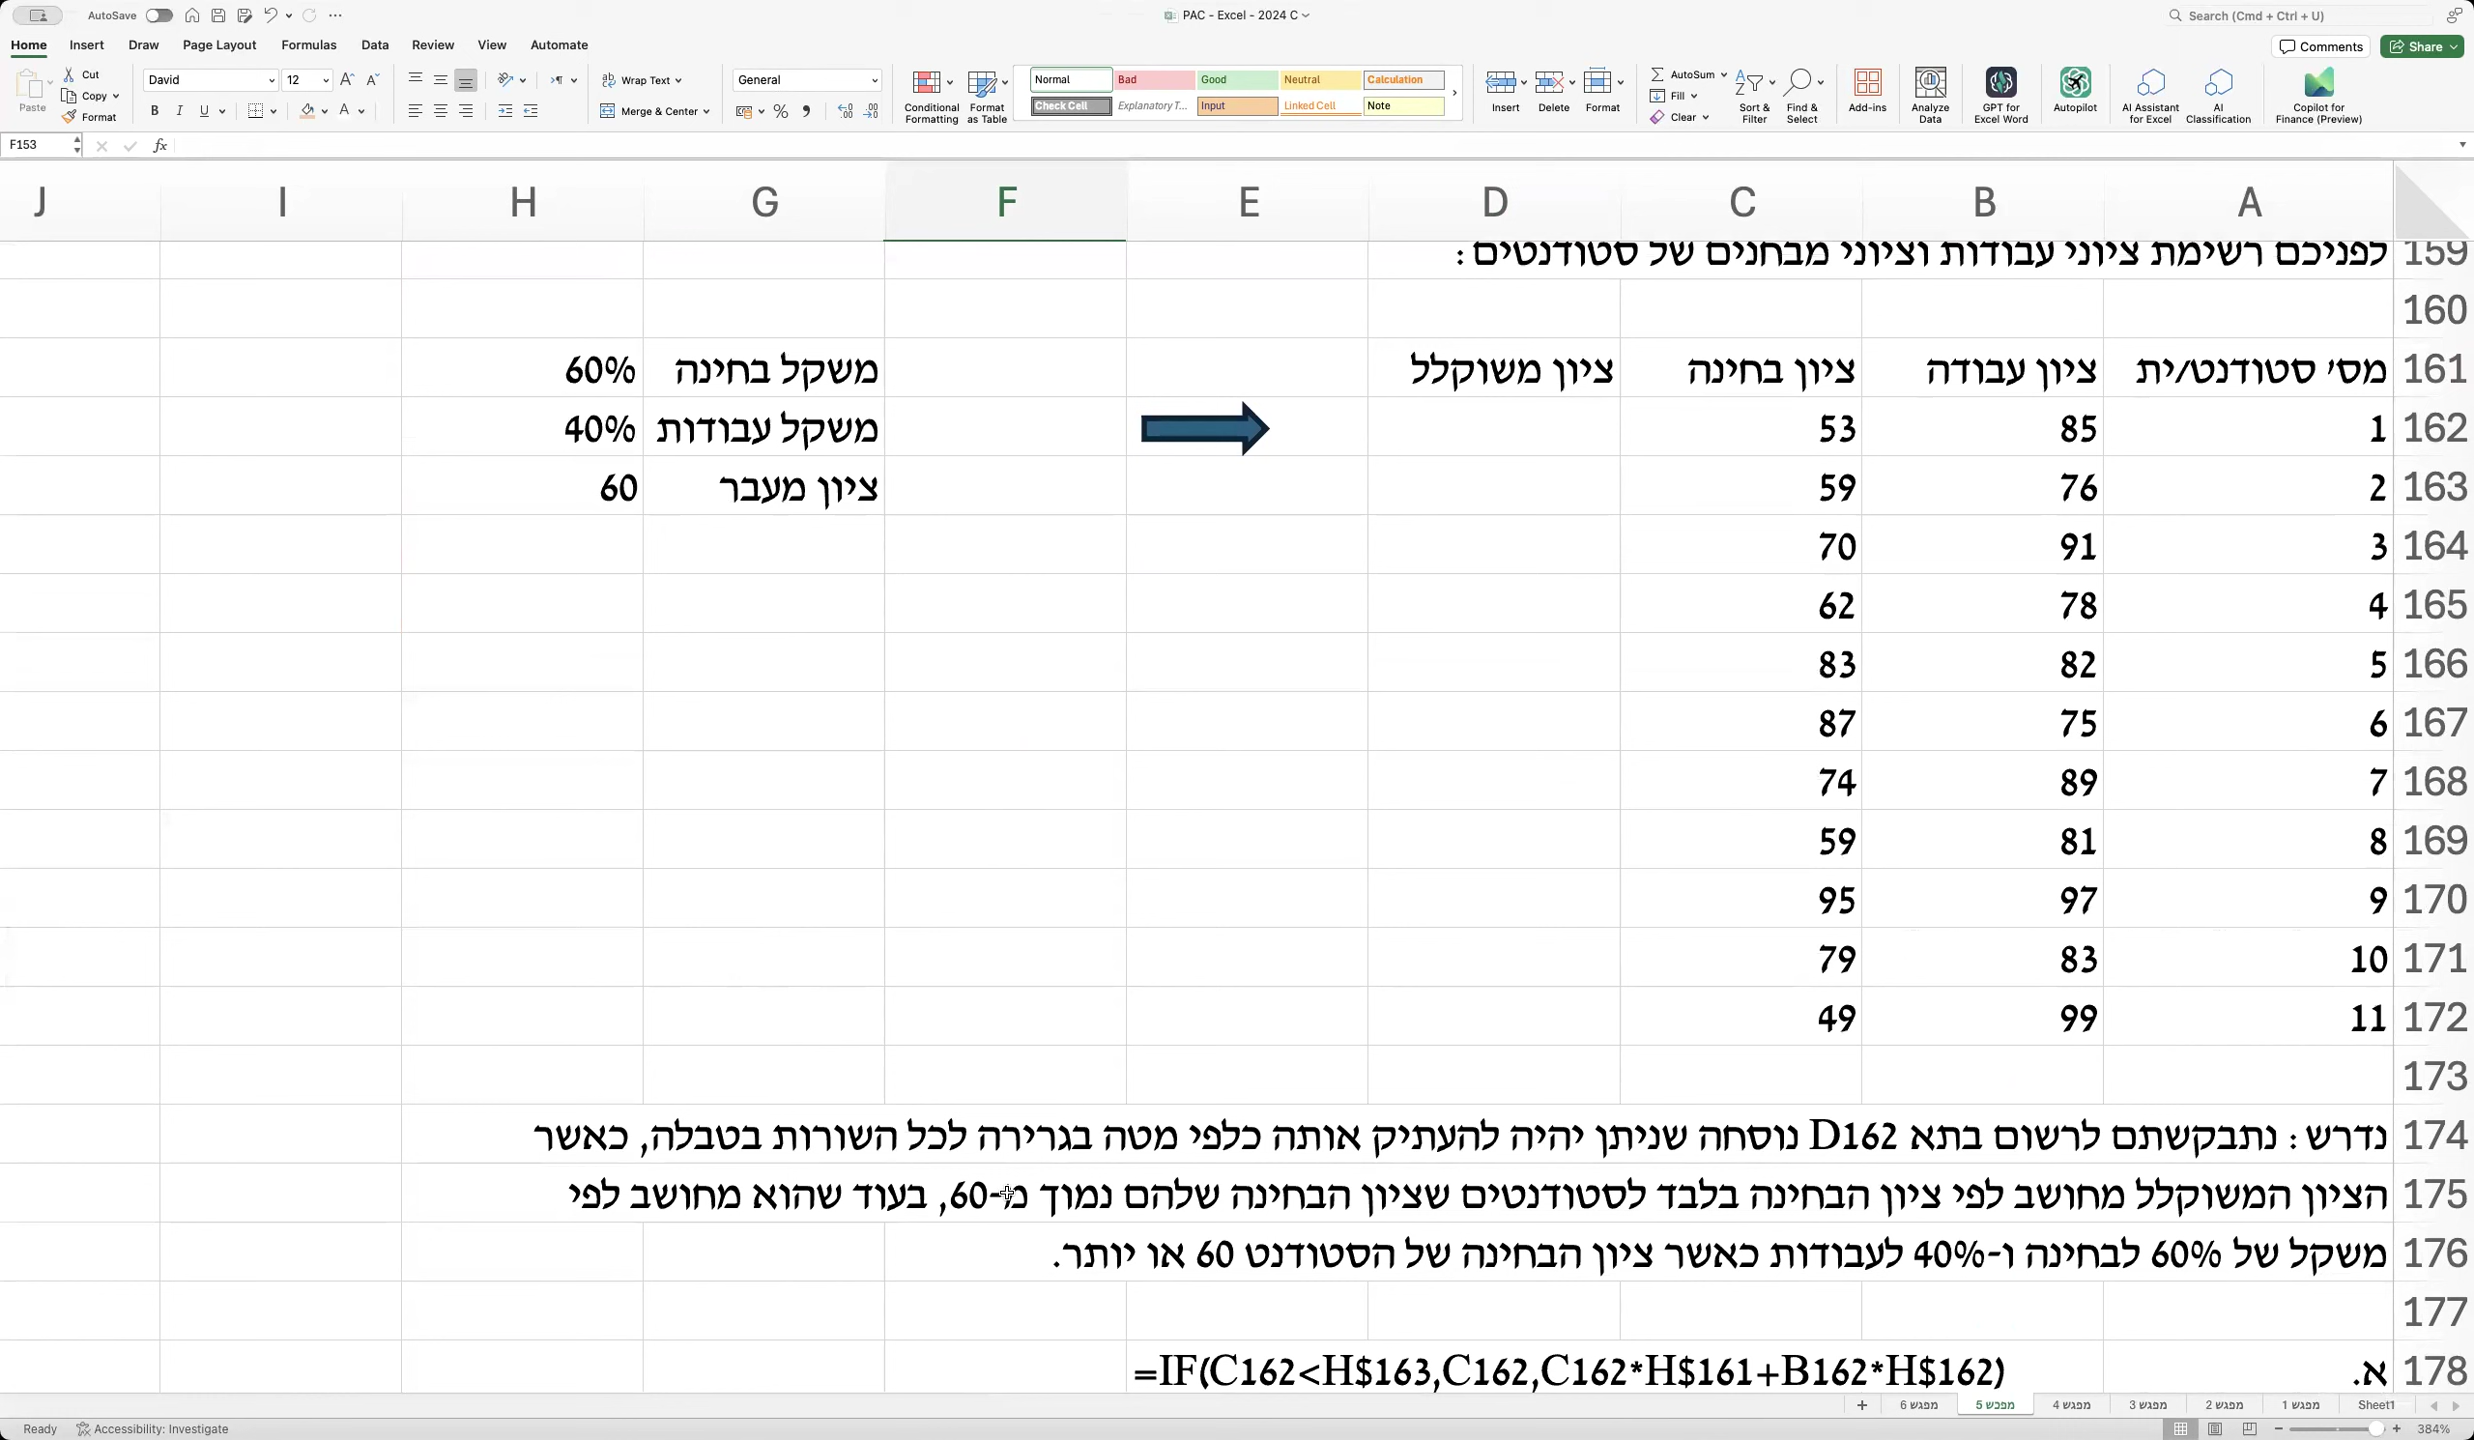 AutoSave
PAC - Excel - 2024 C
Search (Cmd + Ctrl + U)
Home Insert Draw Page Layout Formulas Data Review View Automate
Comments Share
Paste
Cut
Copy
Format
David 12
B I U A
Wrap Text
Merge & Center
General
Conditional Formatting
Format as Table
Normal Bad Good Neutral Calculation
Check Cell Explanatory T... Input Linked Cell Note
Insert Delete Format
AutoSum
Fill
Clear
Sort & Filter
Find & Select
Add-ins
Analyze Data
GPT for Excel Word
Autopilot
AI Assistant for Excel
AI Classification
Copilot for Finance (Preview)
F153 fx
A B C D E F G H I J
159 לפניכם רשימת ציוני עבודות וציוני מבחנים של סטודנטים:
160
161 מס' סטודנט/ית ציון עבודה ציון בחינה ציון משוקלל משקל בחינה 60%
162 1 85 53 משקל עבודות 40%
163 2 76 59 ציון מעבר 60
164 3 91 70
165 4 78 62
166 5 82 83
167 6 75 87
168 7 89 74
169 8 81 59
170 9 97 95
171 10 83 79
172 11 99 49
173
174 נדרש: נתבקשתם לרשום בתא D162 נוסחה שניתן יהיה להעתיק אותה כלפי מטה בגרירה לכל השורות בטבלה, כאשר
175 הציון המשוקלל מחושב לפי ציון הבחינה בלבד לסטודנטים שציון הבחינה שלהם נמוך מ-60, בעוד שהוא מחושב לפי
176 משקל של 60% לבחינה ו-40% לעבודות כאשר ציון הבחינה של הסטודנט 60 או יותר.
177
178 א. =IF(C162<H$163,C162,C162*H$161+B162*H$162)
Sheet1 מפגש 1 מפגש 2 מפגש 3 מפגש 4 מפכש 5 מפגש 6 +
Ready Accessibility: Investigate 384%